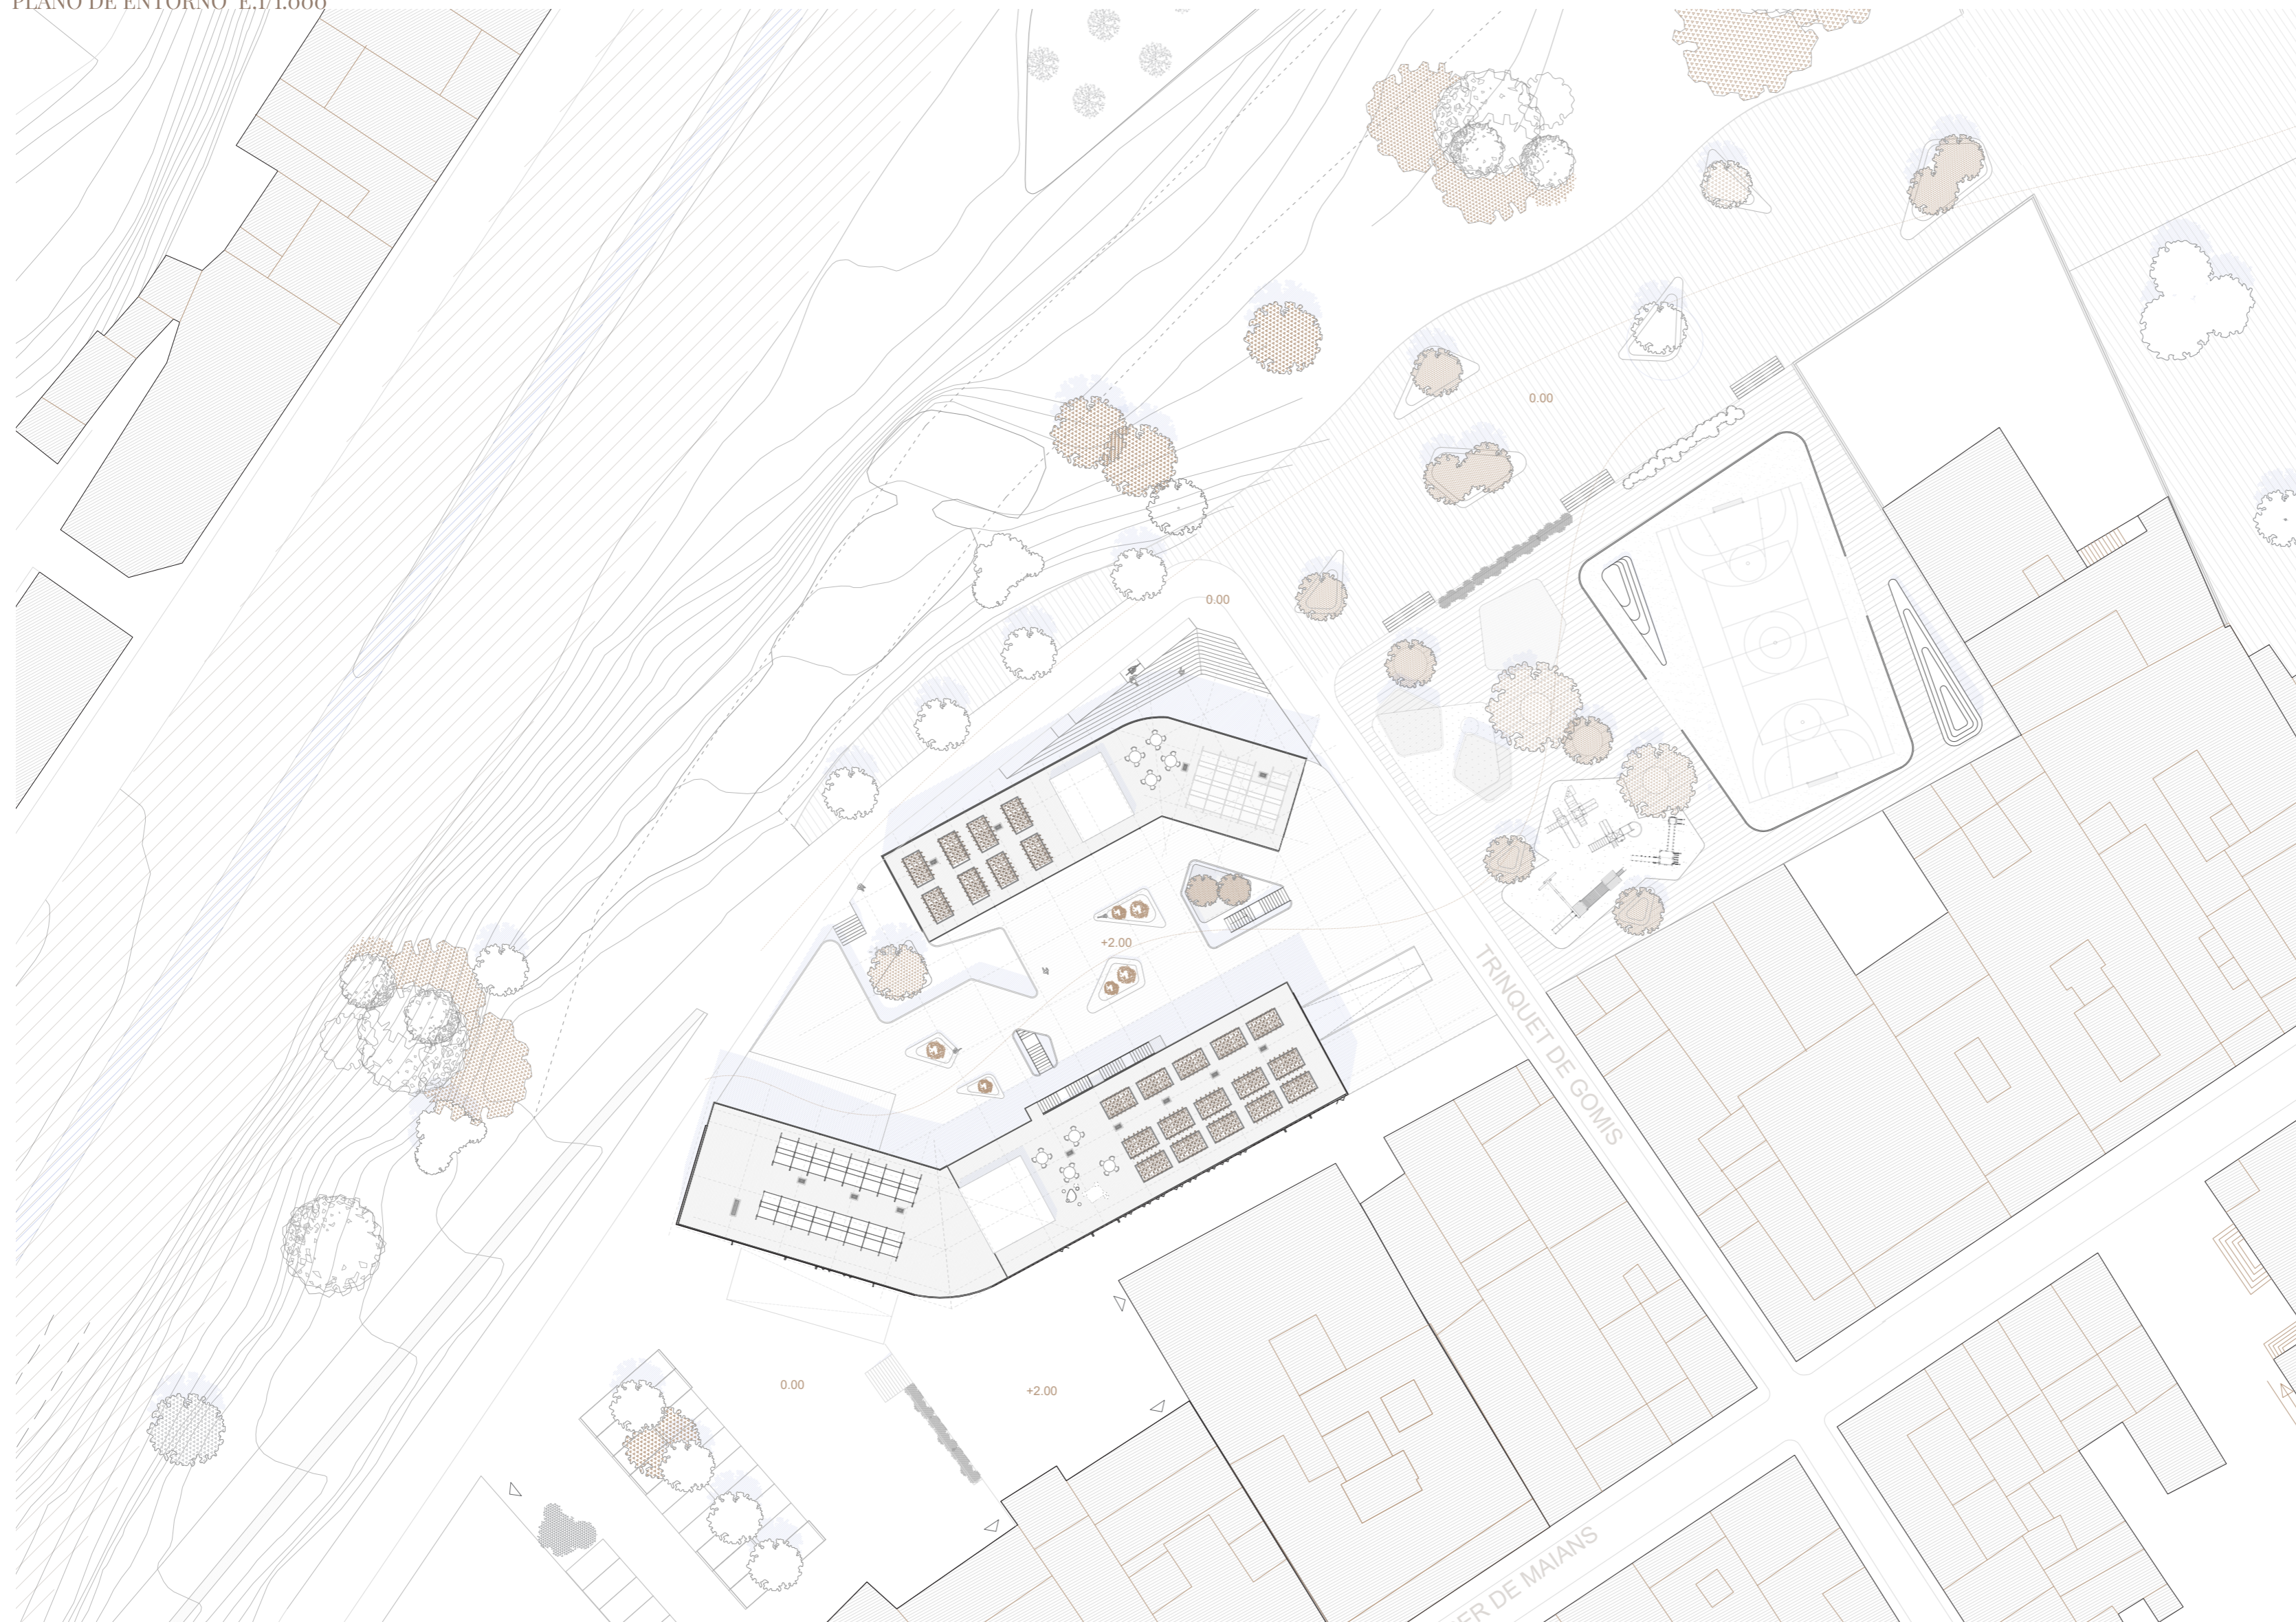 PLANO DE ENTORNO E.1/1.000
0.00
0.00
+2.00
TRINQUET DE GOMIS
0.00
+2.00
ER DE MAIANS